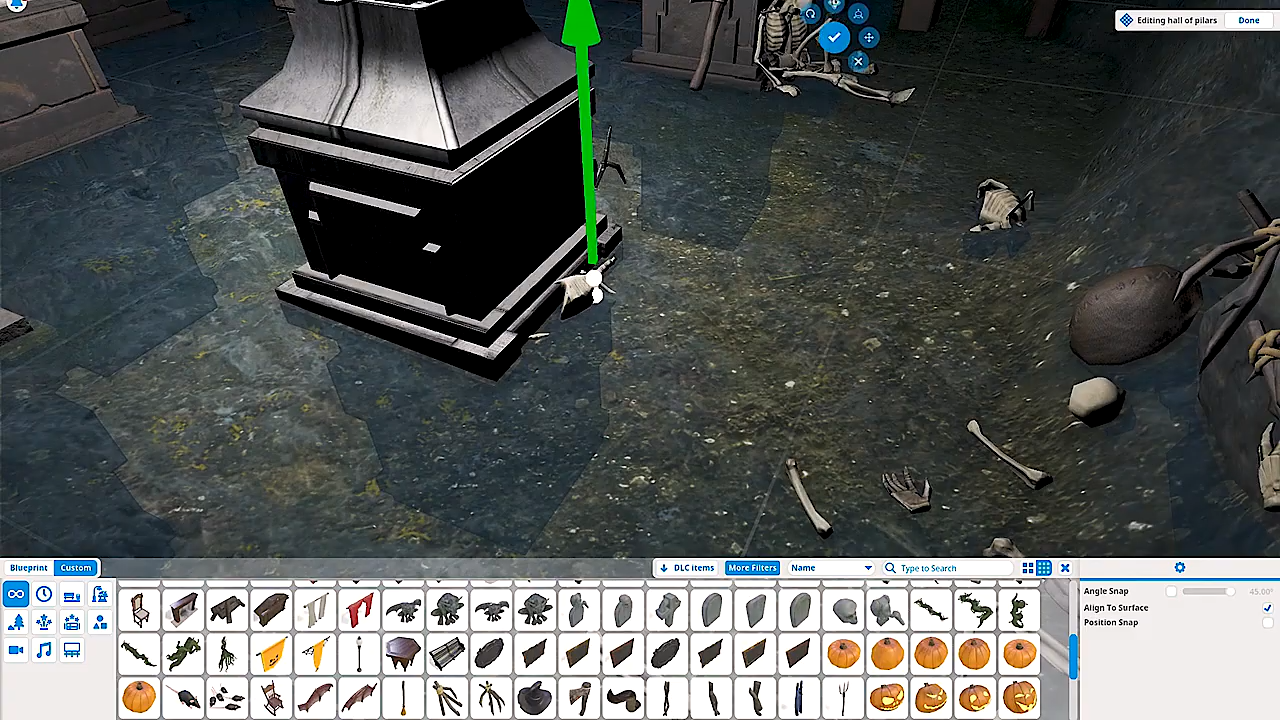 Editing hall of pilars
Done
Blueprint
Custom
DLC items
More Filters
Name
Type to Search
Angle Snap
45.00°
Align To Surface
Position Snap